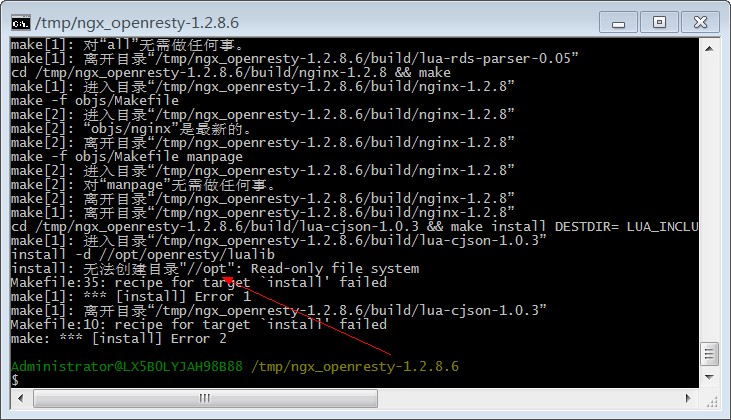 /tmp/ngx_openresty-1.2.8.6
make[1]: 对“all”无需做任何事。
make[1]: 离开目录“/tmp/ngx_openresty-1.2.8.6/build/lua-rds-parser-0.05”
cd /tmp/ngx_openresty-1.2.8.6/build/nginx-1.2.8 && make
make[1]: 进入目录“/tmp/ngx_openresty-1.2.8.6/build/nginx-1.2.8”
make -f objs/Makefile
make[2]: 进入目录“/tmp/ngx_openresty-1.2.8.6/build/nginx-1.2.8”
make[2]: “objs/nginx”是最新的。
make[2]: 离开目录“/tmp/ngx_openresty-1.2.8.6/build/nginx-1.2.8”
make -f objs/Makefile manpage
make[2]: 进入目录“/tmp/ngx_openresty-1.2.8.6/build/nginx-1.2.8”
make[2]: 对“manpage”无需做任何事。
make[2]: 离开目录“/tmp/ngx_openresty-1.2.8.6/build/nginx-1.2.8”
make[1]: 离开目录“/tmp/ngx_openresty-1.2.8.6/build/nginx-1.2.8”
cd /tmp/ngx_openresty-1.2.8.6/build/lua-cjson-1.0.3 && make install DESTDIR= LUA_INCLU
make[1]: 进入目录“/tmp/ngx_openresty-1.2.8.6/build/lua-cjson-1.0.3”
install -d //opt/openresty/lualib
install: 无法创建目录"//opt": Read-only file system
Makefile:35: recipe for target `install' failed
make[1]: *** [install] Error 1
make[1]: 离开目录“/tmp/ngx_openresty-1.2.8.6/build/lua-cjson-1.0.3”
Makefile:10: recipe for target `install' failed
make: *** [install] Error 2
Administrator@LX5BOLYJAH98B88 /tmp/ngx_openresty-1.2.8.6
$